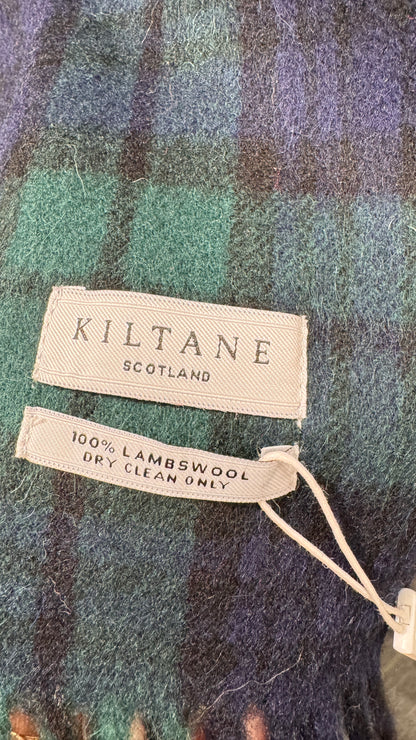 KILTANE
SCOTLAND
100% LAMBSWOOL
DRY CLEAN ONLY